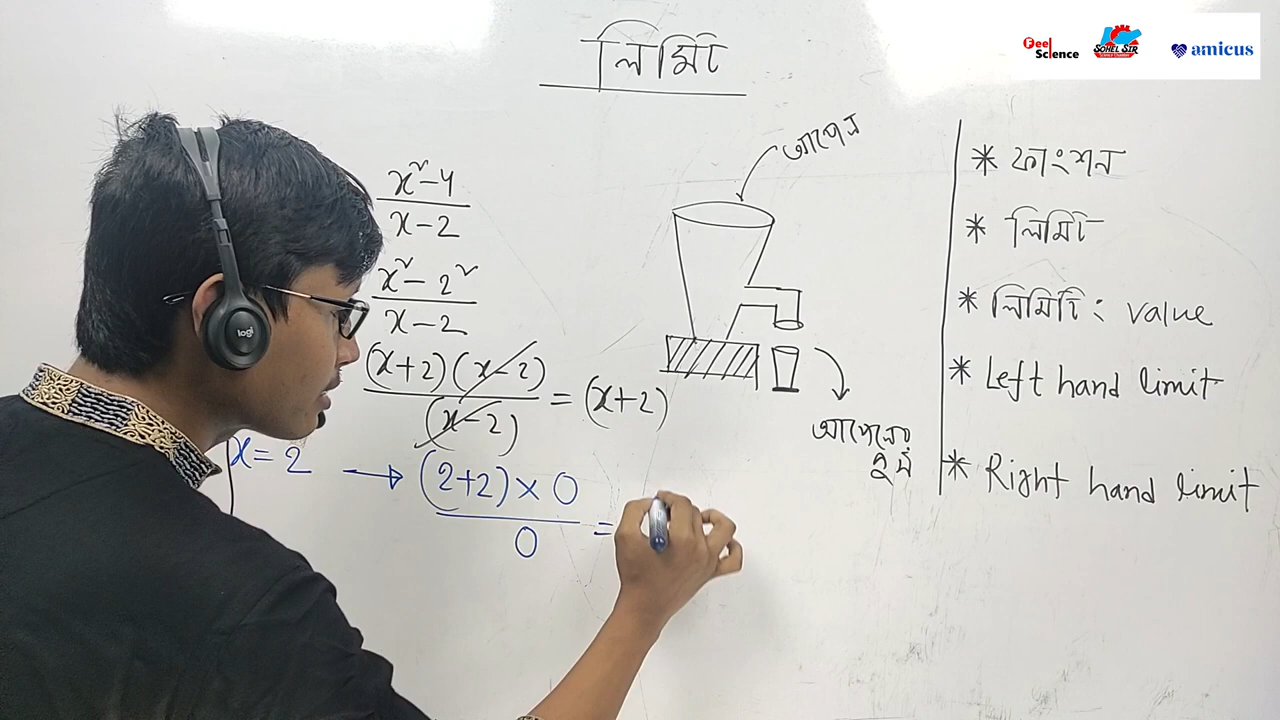 লিমিট
Feel Science
SOHEL SIR
amicus
x² - 4
x - 2
x² - 2²
x - 2
(x+2)(x-2)
(x-2)
= (x+2)
x = 2 → (2+2) × 0
0
=
আপেল
আপেলের
জুস
* ফাংশন
* লিমিট
* লিমিট : value
* Left hand limit
* Right hand limit
logi